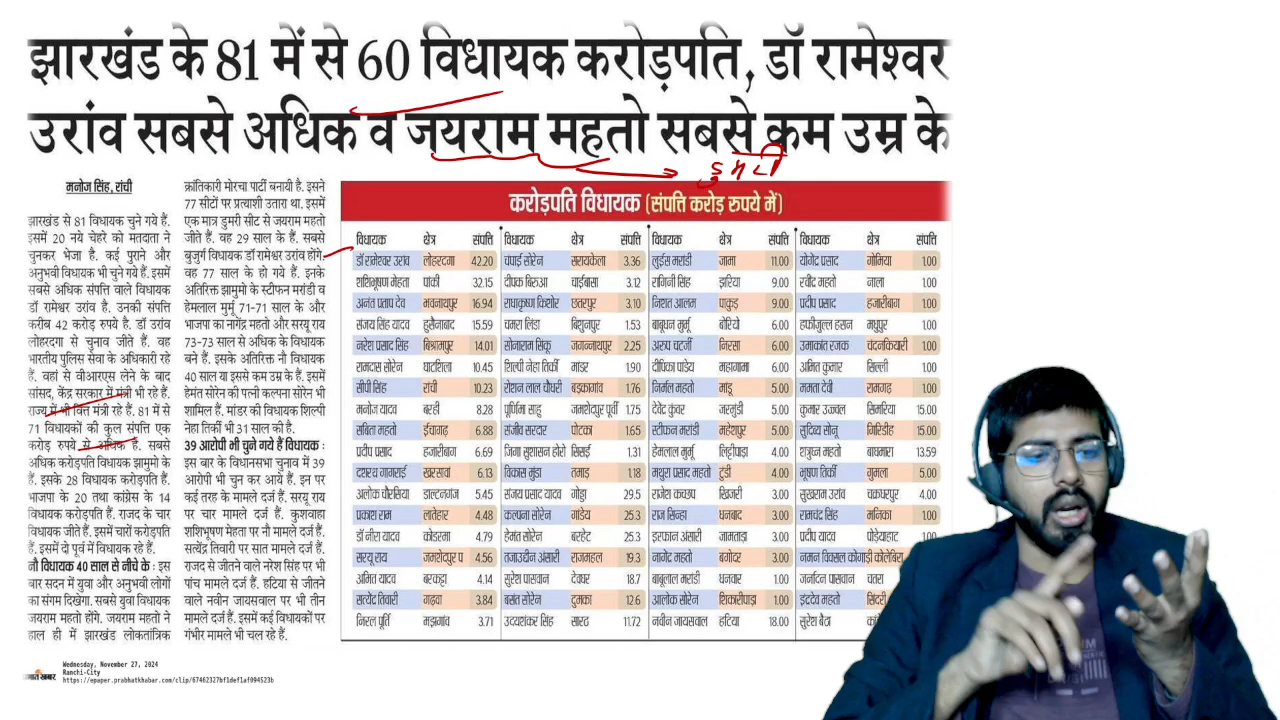 झारखंड के 81 में से 60 विधायक करोड़पति, डॉ रामेश्वर
उरांव सबसे अधिक व जयराम महतो सबसे कम उम्र के
डुमरी
मनोज सिंह, रांची
झारखंड से 81 विधायक चुने गये हैं.
इसमें 20 नये चेहरे को मतदाता ने
चुनकर भेजा है. कई पुराने और
अनुभवी विधायक भी चुने गये हैं. इसमें
सबसे अधिक संपत्ति वाले विधायक
डॉ रामेश्वर उरांव है. उनकी संपत्ति
करीब 42 करोड़ रुपये है. डॉ उरांव
लोहरदगा से चुनाव जीते हैं. वह
भारतीय पुलिस सेवा के अधिकारी रहे
हैं. वहां से वीआरएस लेने के बाद
सांसद, केंद्र सरकार में मंत्री भी रहे हैं.
राज्य में भी वित्त मंत्री रहे हैं. 81 में से
71 विधायकों की कुल संपत्ति एक
करोड़ रुपये से अधिक है. सबसे
अधिक करोड़पति विधायक झामुमो के
हैं. इसके 28 विधायक करोड़पति हैं.
भाजपा के 20 तथा कांग्रेस के 14
विधायक करोड़पति हैं. राजद के चार
विधायक जीते हैं. इसमें चारों करोड़पति
हैं. इसमें दो पूर्व में विधायक रहे हैं.
नौ विधायक 40 साल से नीचे के : इस
बार सदन में युवा और अनुभवी लोगों
का संगम दिखेगा. सबसे युवा विधायक
जयराम महतो होंगे. जयराम महतो ने
हाल ही में झारखंड लोकतांत्रिक
क्रांतिकारी मोरचा पार्टी बनायी है. इसने
77 सीटों पर प्रत्याशी उतारा था. इसमें
एक मात्र डुमरी सीट से जयराम महतो
जीते हैं. वह 29 साल के हैं. सबसे
बुजुर्ग विधायक डॉ रामेश्वर उरांव होंगे.
वह 77 साल के हो गये हैं. इनके
अतिरिक्त झामुमो के स्टीफन मरांडी व
हेमलाल मुर्मू 71-71 साल के और
भाजपा का नागेंद्र महतो और सरयू राय
73-73 साल से अधिक के विधायक
बने हैं. इसके अतिरिक्त नौ विधायक
40 साल या इससे कम उम्र के हैं. इसमें
हेमंत सोरेन की पत्नी कल्पना सोरेन भी
शामिल हैं. मांडर की विधायक शिल्पी
नेहा तिर्की भी 31 साल की है.
39 आरोपी भी चुने गये हैं विधायक :
इस बार के विधानसभा चुनाव में 39
आरोपी भी चुन कर आये हैं. इन पर
कई तरह के मामले दर्ज हैं. सरयू राय
पर चार मामले दर्ज हैं. कुशवाहा
शशिभूषण मेहता पर नौ मामले दर्ज हैं.
सत्येंद्र तिवारी पर सात मामले दर्ज हैं.
राजद से जीतने वाले नरेश सिंह पर भी
पांच मामले दर्ज हैं. हटिया से जीतने
वाले नवीन जायसवाल पर भी तीन
मामले दर्ज हैं. इसमें कई विधायकों पर
गंभीर मामले भी चल रहे हैं.
करोड़पति विधायक (संपत्ति करोड़ रुपये में)
विधायक क्षेत्र संपत्ति
डॉ रामेश्वर उरांव लोहरदगा 42.20
शशिभूषण मेहता पांकी 32.15
अनंत प्रताप देव भवनाथपुर 16.94
संजय सिंह यादव हुसैनाबाद 15.59
नरेश प्रसाद सिंह बिश्रामपुर 14.01
रामदास सोरेन घाटशिला 10.45
सीपी सिंह रांची 10.23
मनोज यादव बरही 8.28
सबिता महतो ईचागढ़ 6.88
प्रदीप प्रसाद हजारीबाग 6.69
दशरथ गागराई खरसावां 6.13
आलोक चौरसिया डालटनगंज 5.45
प्रकाश राम लातेहार 4.48
डॉ नीरा यादव कोडरमा 4.79
सरयू राय जमशेदपुर प 4.56
अमित यादव बरकट्ठा 4.14
सत्येंद्र तिवारी गढ़वा 3.84
निरल पूर्ति मझगांव 3.71
विधायक क्षेत्र संपत्ति
चंपाई सोरेन सरायकेला 3.36
दीपक बिरुआ चाईबासा 3.12
राधाकृष्ण किशोर छतरपुर 3.10
चमरा लिंडा बिशुनपुर 1.53
सोनाराम सिंकू जगन्नाथपुर 2.25
शिल्पी नेहा तिर्की मांडर 1.90
रोशन लाल चौधरी बड़कागांव 1.76
पूर्णिमा साहू जमशेदपुर पूर्वी 1.75
संजीव सरदार पोटका 1.65
जिगा सुशासन होरो सिसई 1.31
विकास मुंडा तमाड़ 1.18
संजय प्रसाद यादव गोड्डा 29.5
कल्पना सोरेन गांडेय 25.3
हेमंत सोरेन बरहेट 25.3
ताजउद्दीन अंसारी राजमहल 19.3
सुरेश पासवान देवघर 18.7
बसंत सोरेन दुमका 12.6
उदयशंकर सिंह सारठ 11.72
विधायक क्षेत्र संपत्ति
लुईस मरांडी जामा 11.00
रागिनी सिंह झरिया 9.00
निशत आलम पाकुड़ 9.00
बाबूधन मुर्मू बोरियो 6.00
अरुप चटर्जी निरसा 6.00
दीपिका पांडेय महागामा 6.00
निर्मल महतो मांडू 5.00
देवेंद्र कुंवर जरमुंडी 5.00
स्टीफन मरांडी महेशपुर 5.00
हेमलाल मुर्मू लिट्टीपाड़ा 4.00
मथुरा प्रसाद महतो टुंडी 4.00
राजेश कच्छप खिजरी 3.00
राज सिन्हा धनबाद 3.00
इरफान अंसारी जामताड़ा 3.00
नागेंद्र महतो बगोदर 3.00
बाबूलाल मरांडी धनवार 1.00
आलोक सोरेन शिकारीपाड़ा 1.00
नवीन जायसवाल हटिया 18.00
विधायक क्षेत्र संपत्ति
योगेंद्र प्रसाद गोमिया 1.00
रवींद्र महतो नाला 1.00
प्रदीप प्रसाद हजारीबाग 1.00
हफीजुल हसन मधुपुर 1.00
उमाकांत रजक चंदनकियारी 1.00
अमित कुमार सिल्ली 1.00
ममता देवी रामगढ़ 1.00
कुमार उज्जवल सिमरिया 15.00
सुदिव्य सोनू गिरिडीह 15.00
शत्रुघ्न महतो बाघमारा 13.59
भूषण तिर्की गुमला 5.00
सुखराम उरांव चक्रधरपुर 4.00
रामचंद्र सिंह मनिका 1.00
प्रदीप यादव पोड़ैयाहाट 1.00
नमन विक्सल कोनगाड़ी कोलेबिरा
जनार्दन पासवान चतरा
इंद्रदेव महतो सिंदरी
सुरेश बैठा
Wednesday, November 27, 2024
Ranchi-City
https://epaper.prabhatkhabar.com/clip/67462327bf1def1af094523b